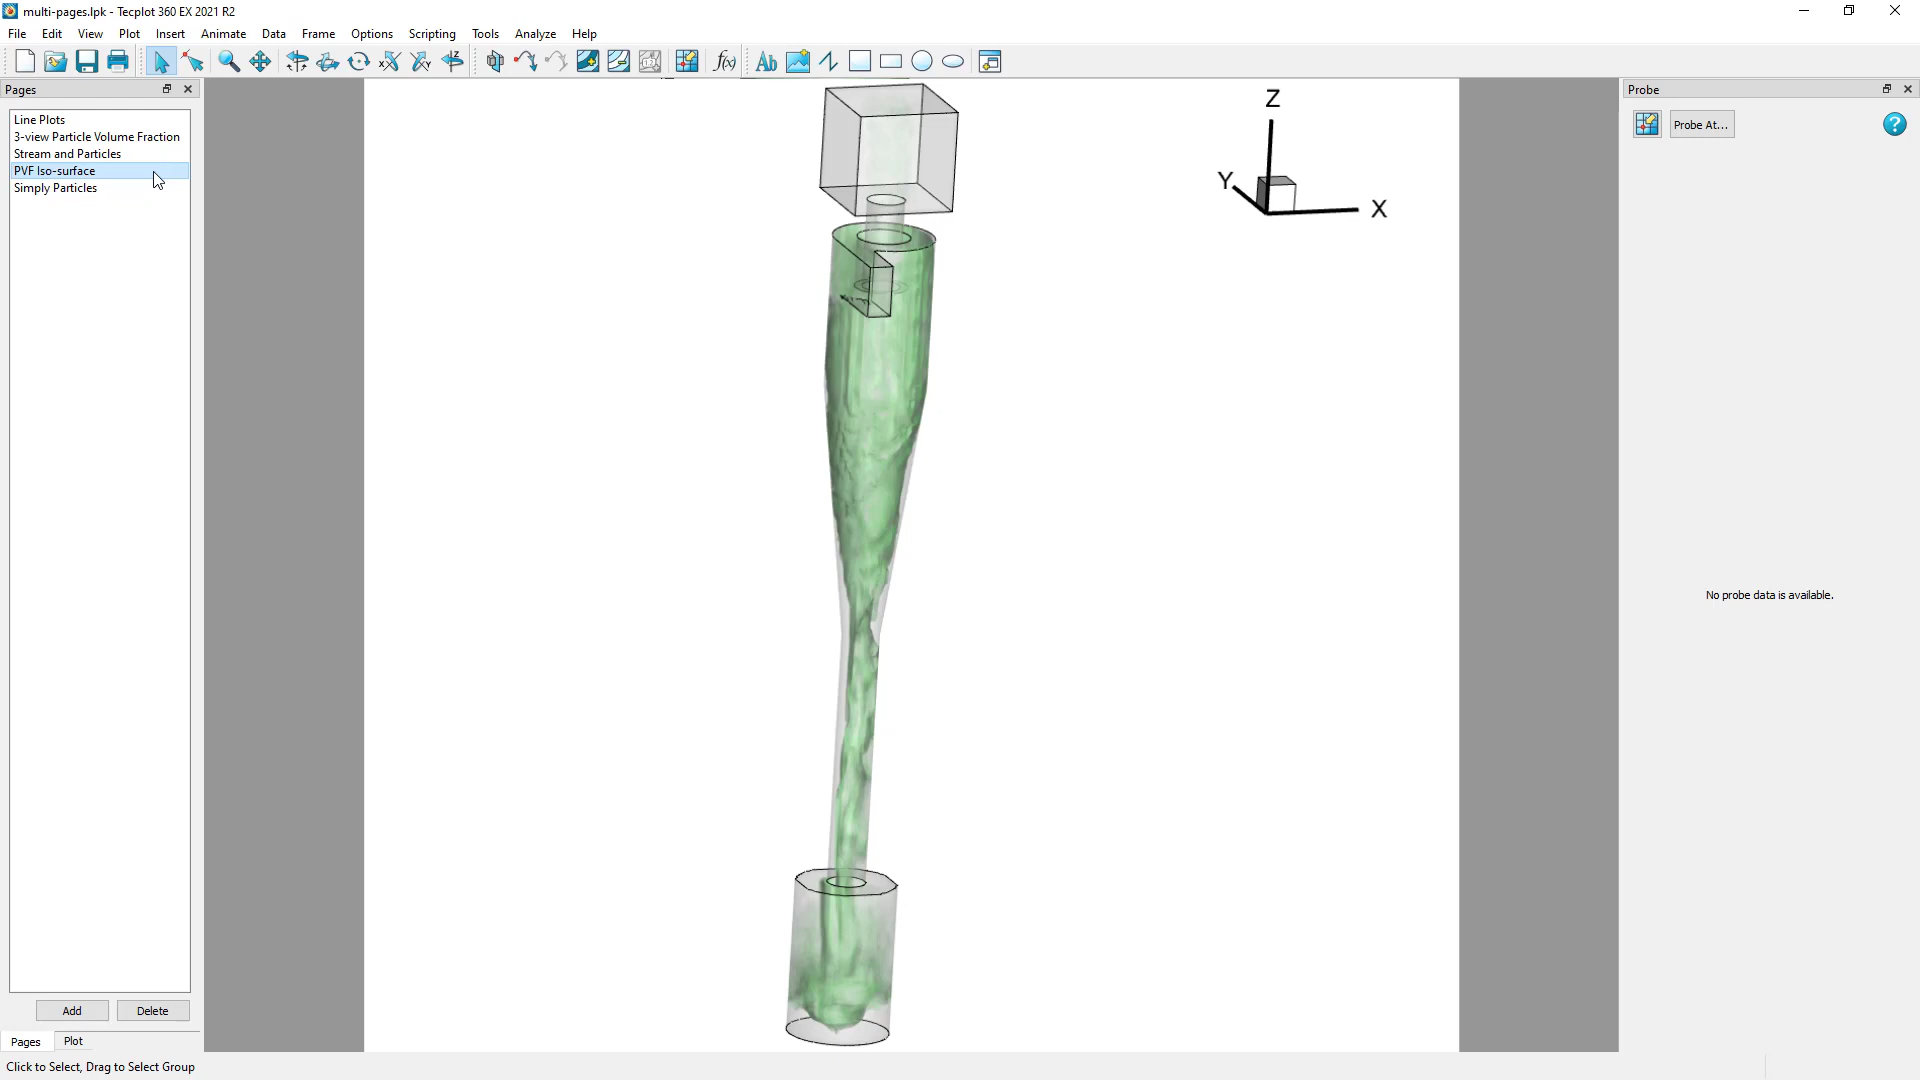 multi-pages.lpk - Tecplot 360 EX 2021 R2
File Edit View Plot Insert Animate Data Frame Options Scripting Tools Analyze Help
Pages
Line Plots
3-view Particle Volume Fraction
Stream and Particles
PVF Iso-surface
Simply Particles
Add Delete
Pages Plot
Click to Select, Drag to Select Group
Z
Y
X
Probe
Probe At...
?
No probe data is available.
f(x)
Ab